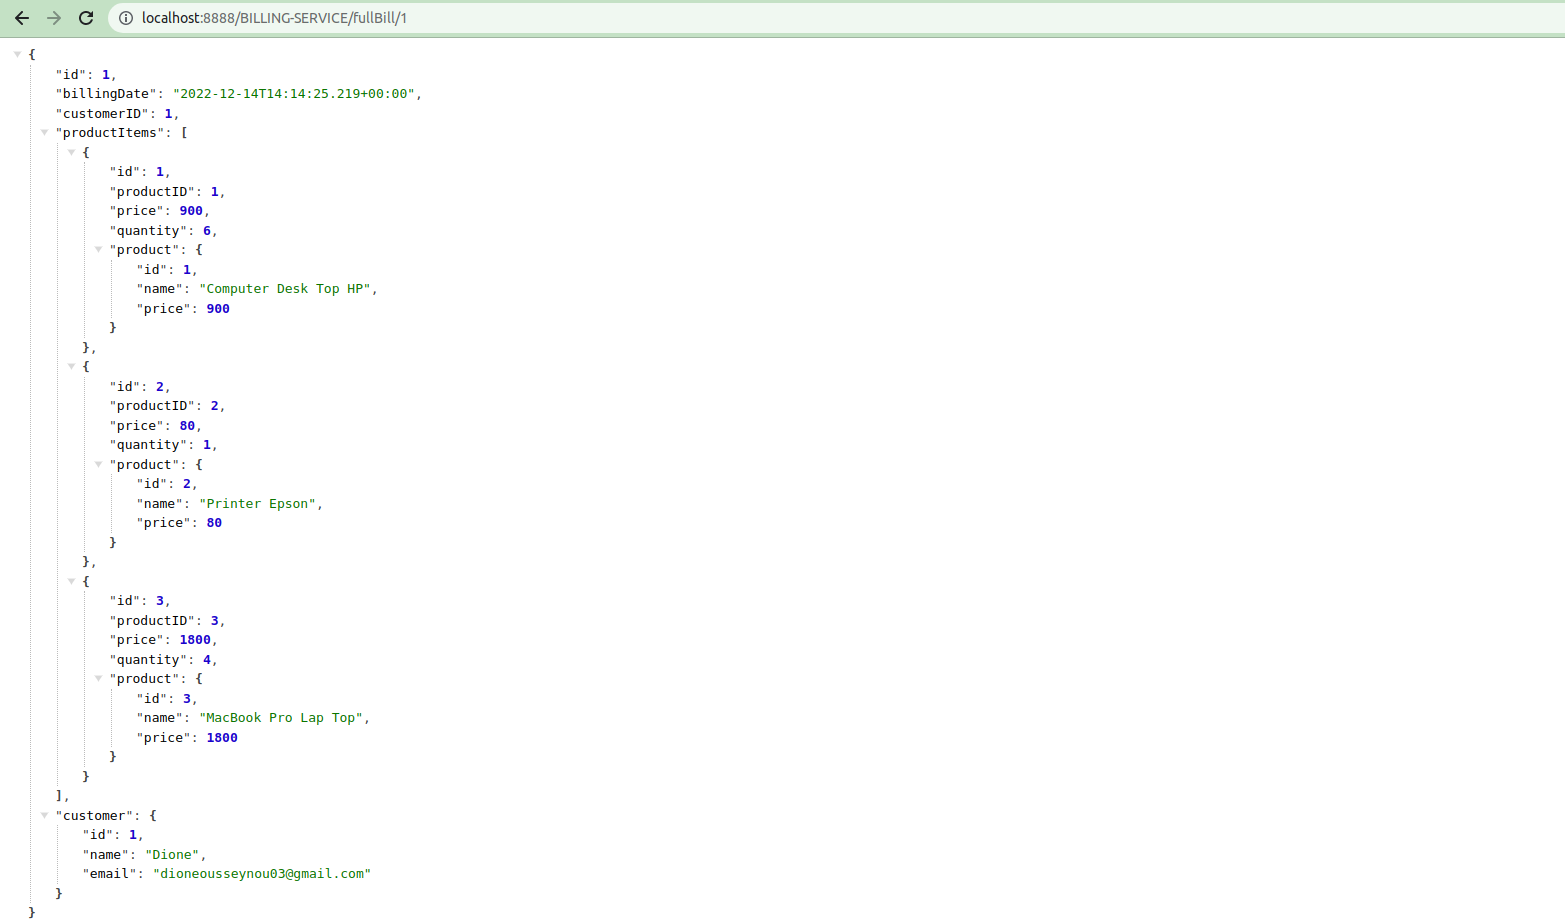 localhost:8888/BILLING-SERVICE/fullBill/1
{
"id": 1,
"billingDate": "2022-12-14T14:14:25.219+00:00",
"customerID": 1,
"productItems": [
{
"id": 1,
"productID": 1,
"price": 900,
"quantity": 6,
"product": {
"id": 1,
"name": "Computer Desk Top HP",
"price": 900
}
},
{
"id": 2,
"productID": 2,
"price": 80,
"quantity": 1,
"product": {
"id": 2,
"name": "Printer Epson",
"price": 80
}
},
{
"id": 3,
"productID": 3,
"price": 1800,
"quantity": 4,
"product": {
"id": 3,
"name": "MacBook Pro Lap Top",
"price": 1800
}
}
],
"customer": {
"id": 1,
"name": "Dione",
"email": "dioneousseynou03@gmail.com"
}
}